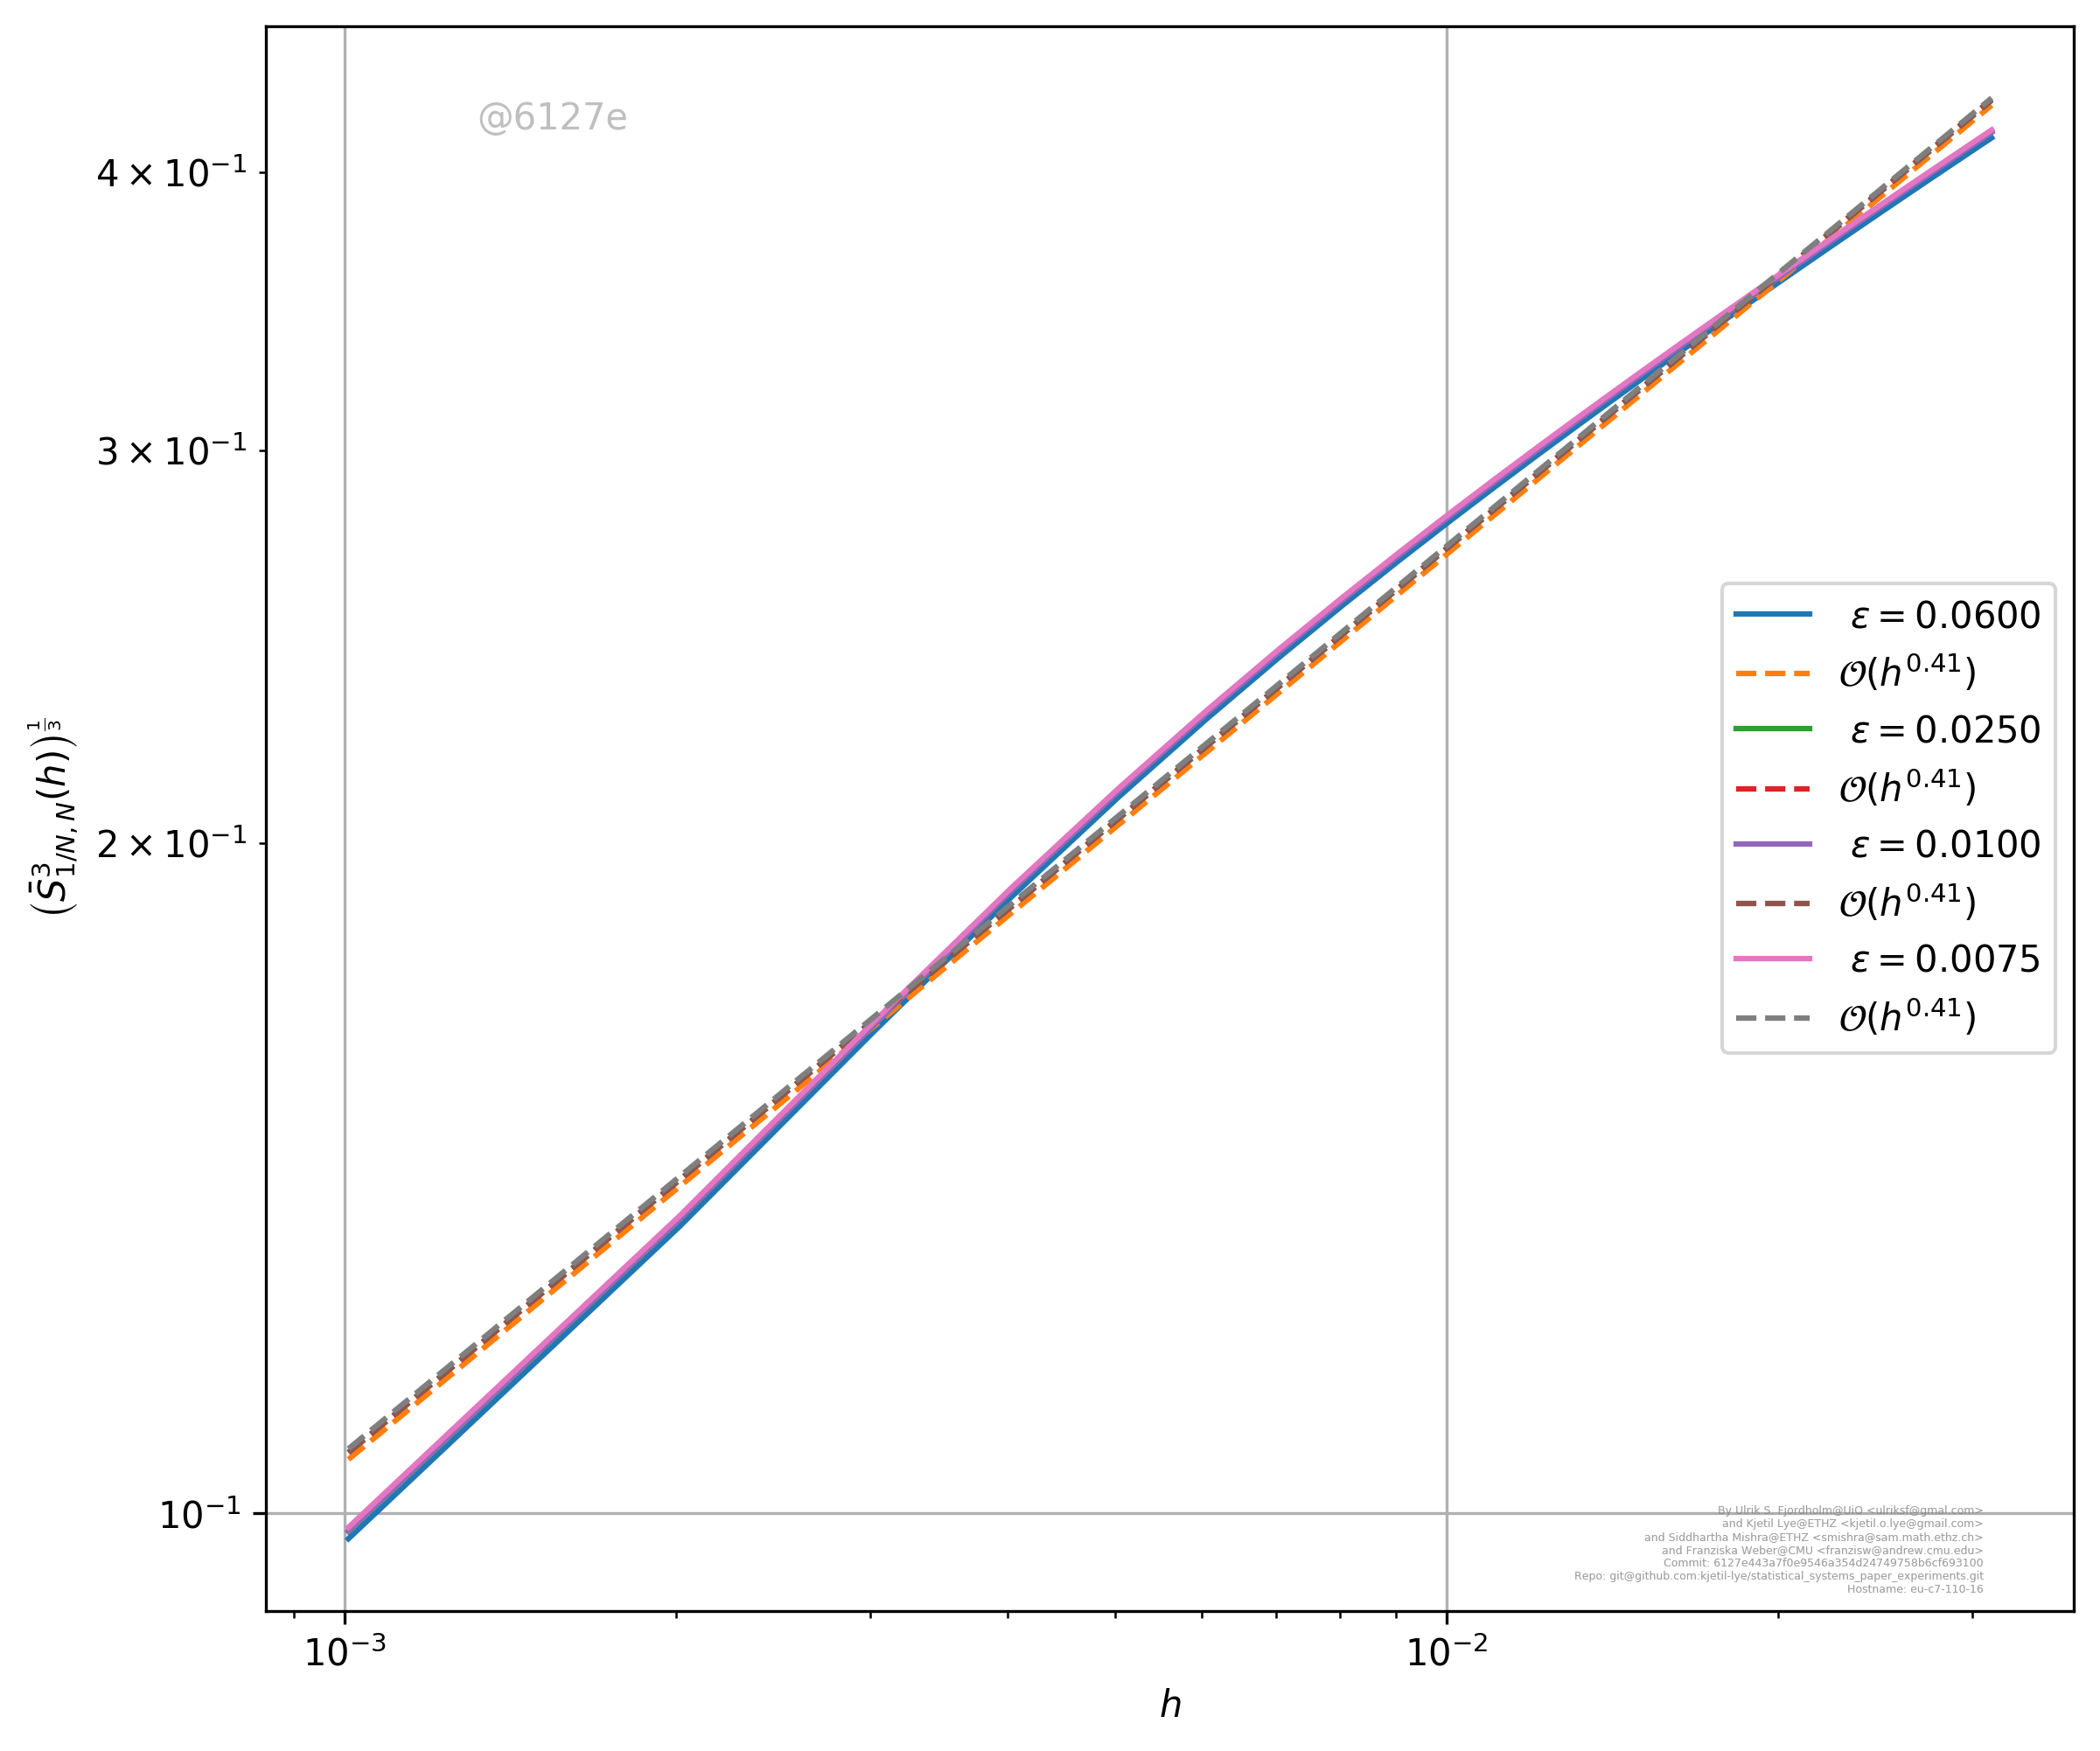 @6127e
4 × 10⁻¹
3 × 10⁻¹
2 × 10⁻¹
10⁻¹
(S̄³₁/N, N(h))^(1/3)
ε = 0.0600
𝒪(h^0.41)
ε = 0.0250
𝒪(h^0.41)
ε = 0.0100
𝒪(h^0.41)
ε = 0.0075
𝒪(h^0.41)
By Ulrik S. Fjordholm@UiO <ulriksf@gmal.com>
and Kjetil Lye@ETHZ <kjetil.o.lye@gmail.com>
and Siddhartha Mishra@ETHZ <smishra@sam.math.ethz.ch>
and Franziska Weber@CMU <franzisw@andrew.cmu.edu>
Commit: 6127e443a7f0e9546a354d24749758b6cf693100
Repo: git@github.com:kjetil-lye/statistical_systems_paper_experiments.git
Hostname: eu-c7-110-16
10⁻³
10⁻²
h